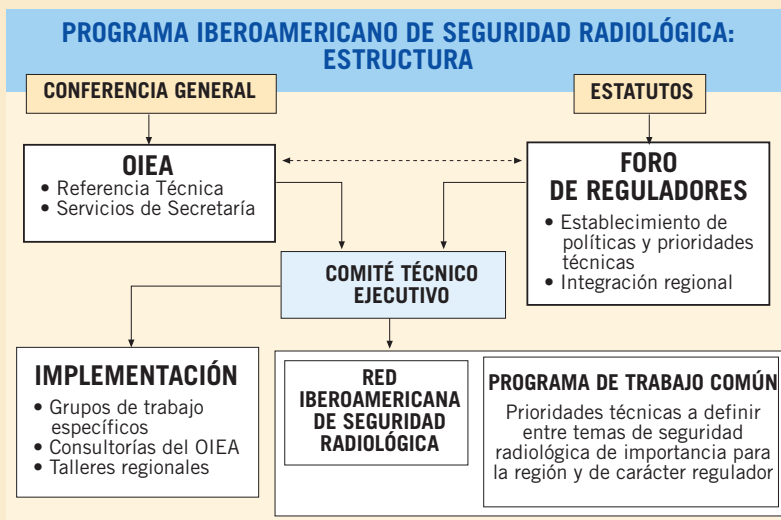 PROGRAMA IBEROAMERICANO DE SEGURIDAD RADIOLÓGICA:
ESTRUCTURA
CONFERENCIA GENERAL
ESTATUTOS
OIEA
• Referencia Técnica
• Servicios de Secretaría
FORO
DE REGULADORES
• Establecimiento de
políticas y prioridades
técnicas
• Integración regional
COMITÉ TÉCNICO
EJECUTIVO
IMPLEMENTACIÓN
• Grupos de trabajo
específicos
• Consultorías del OIEA
• Talleres regionales
RED
IBEROAMERICANA
DE SEGURIDAD
RADIOLÓGICA
PROGRAMA DE TRABAJO COMÚN
Prioridades técnicas a definir
entre temas de seguridad
radiológica de importancia para
la región y de carácter regulador